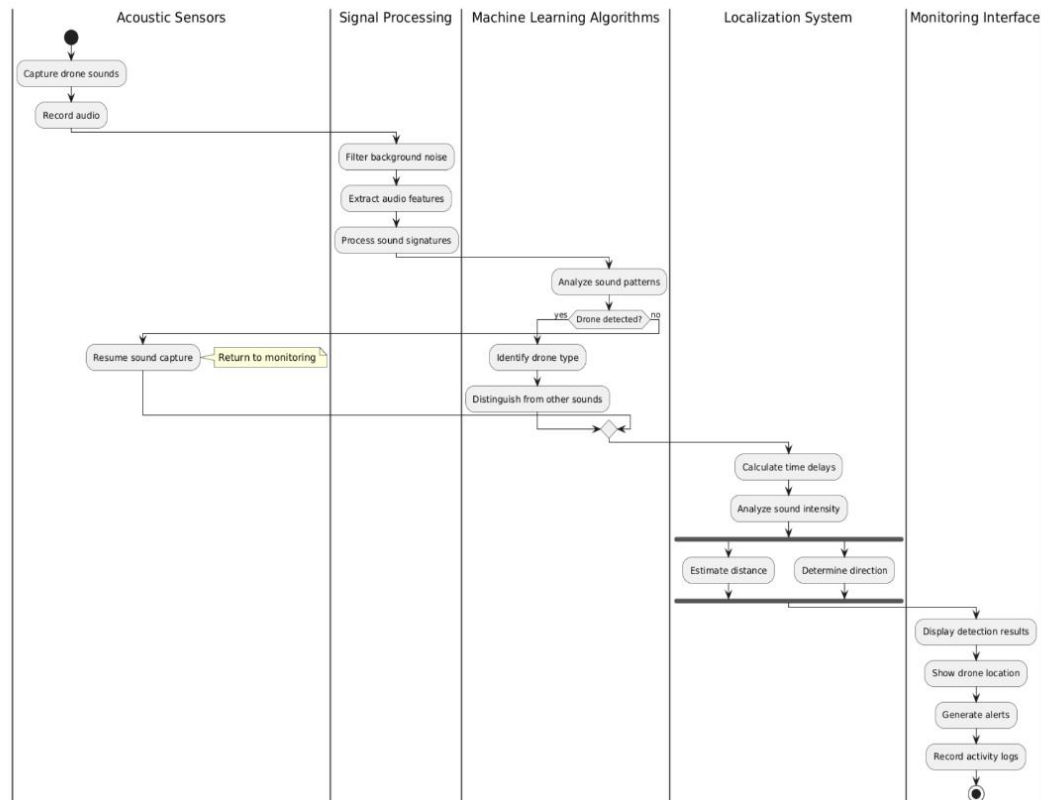 Acoustic Sensors
Signal Processing
Machine Learning Algorithms
Localization System
Monitoring Interface
Capture drone sounds
Record audio
Filter background noise
Extract audio features
Process sound signatures
Analyze sound patterns
yes
Drone detected?
no
Resume sound capture
Return to monitoring
Identify drone type
Distinguish from other sounds
Calculate time delays
Analyze sound intensity
Estimate distance
Determine direction
Display detection results
Show drone location
Generate alerts
Record activity logs